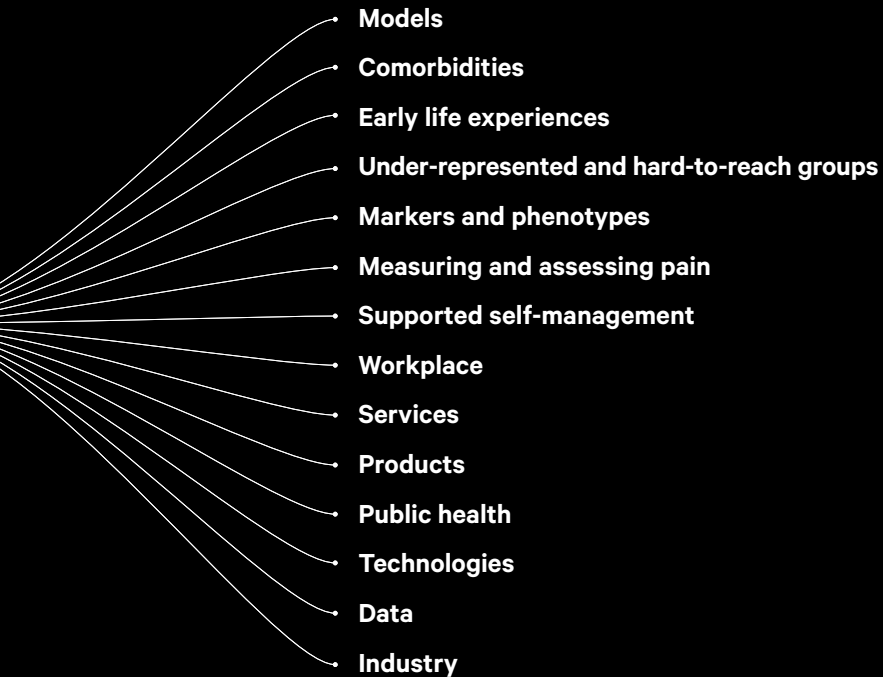 Models
Comorbidities
Early life experiences
Under-represented and hard-to-reach groups
Markers and phenotypes
Measuring and assessing pain
Supported self-management
Workplace
Services
Products
Public health
Technologies
Data
Industry